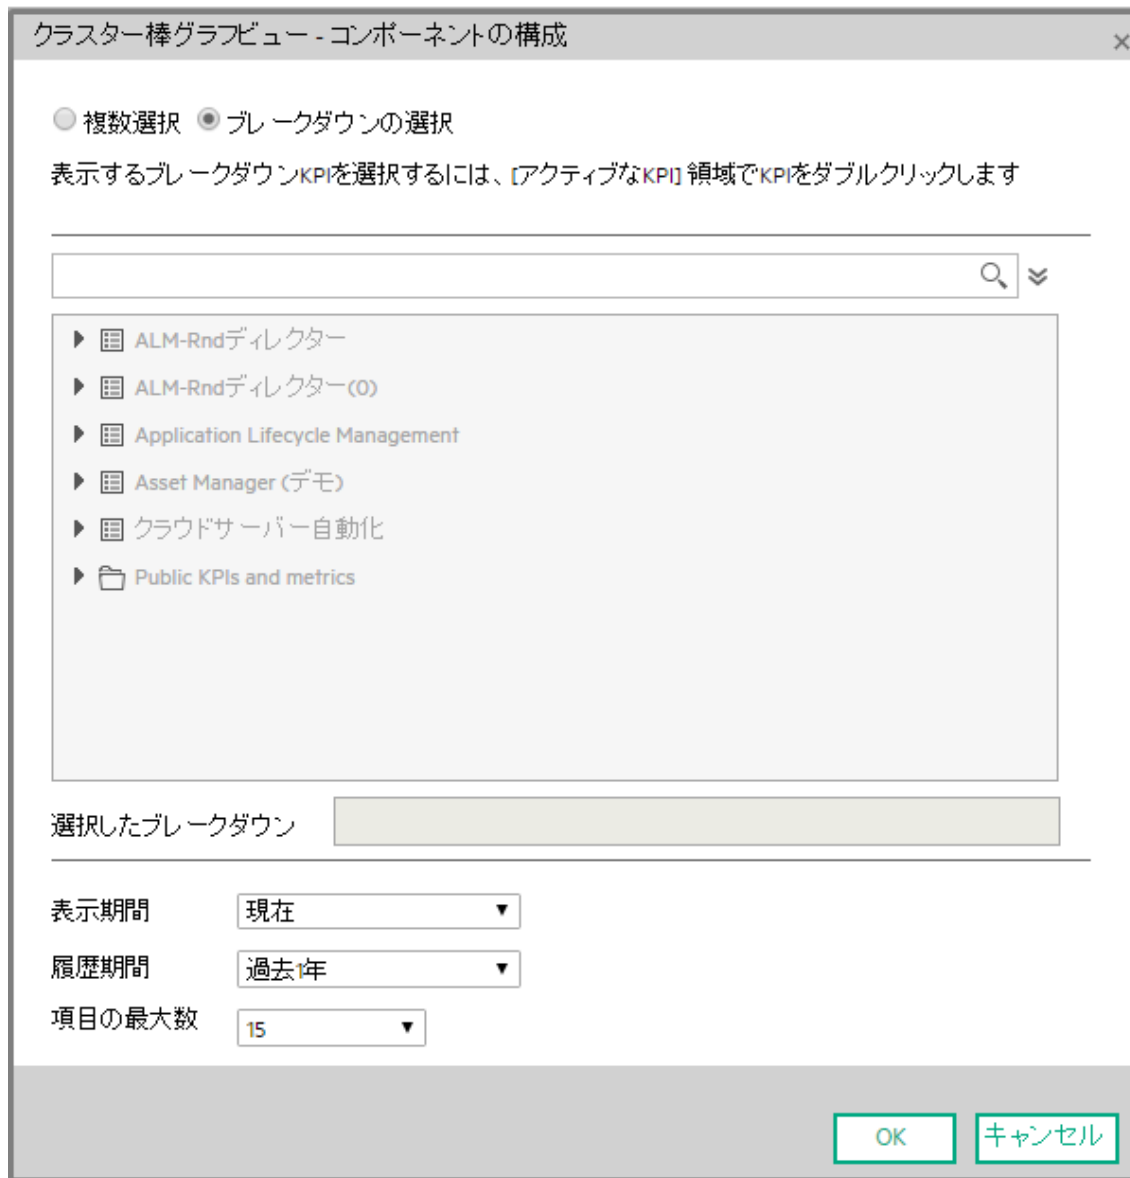 クラスター棒グラフビュー - コンポーネントの構成
複数選択 ブレークダウンの選択
表示するブレークダウンKPIを選択するには、[アクティブなKPI] 領域でKPIをダブルクリックします
ALM-Rndディレクター
ALM-Rndディレクター(0)
Application Lifecycle Management
Asset Manager (デモ)
クラウドサーバー自動化
Public KPIs and metrics
選択したブレークダウン
表示期間 現在
履歴期間 過去1年
項目の最大数 15
OK キャンセル